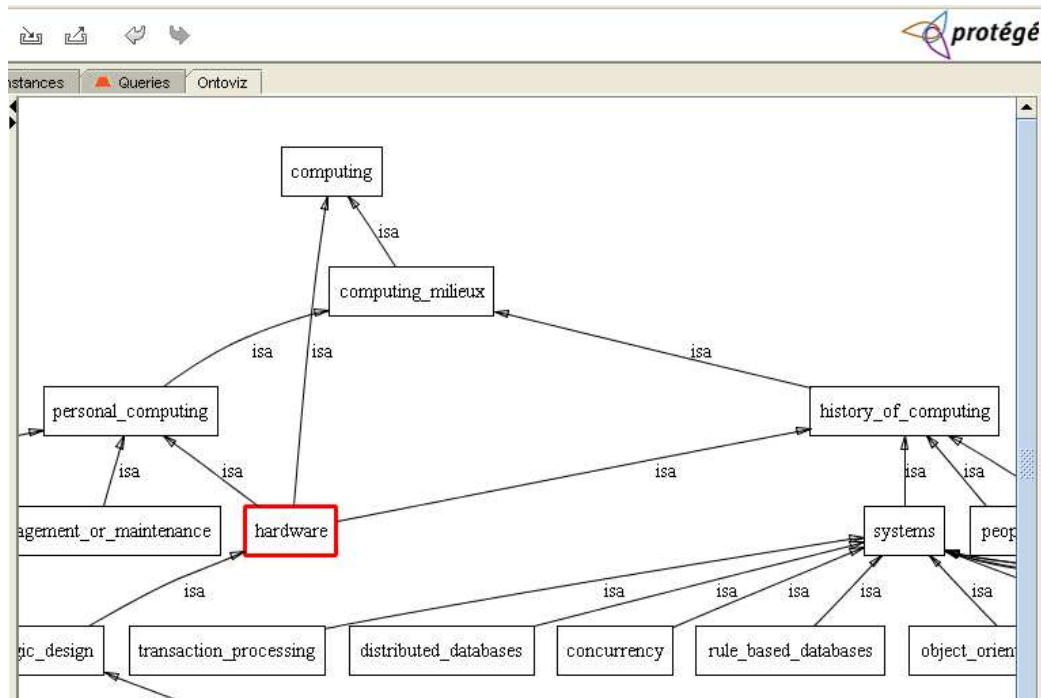 protégé
nstances Queries Ontoviz
computing
isa
computing_milieux
isa isa isa
personal_computing history_of_computing
isa isa isa isa isa
agement_or_maintenance hardware systems peop
isa isa isa isa isa isa
gic_design transaction_processing distributed_databases concurrency rule_based_databases object_orien